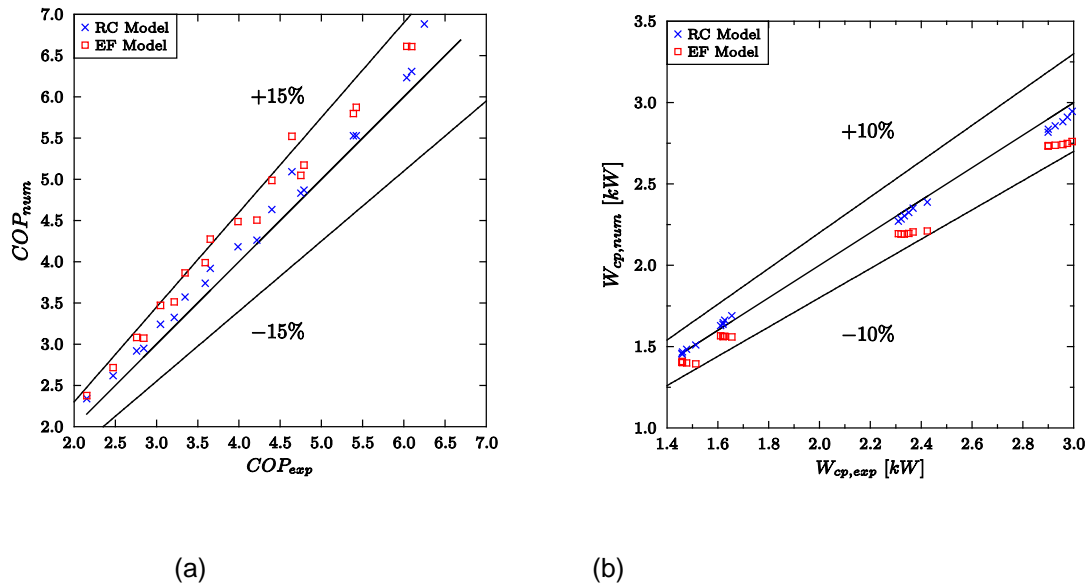 RC Model
EF Model
7.0
6.5
6.0
5.5
5.0
4.5
4.0
3.5
3.0
2.5
2.0
COP_num
+15%
−15%
2.0 2.5 3.0 3.5 4.0 4.5 5.0 5.5 6.0 6.5 7.0
COP_exp
(a)
RC Model
EF Model
3.5
3.0
2.5
2.0
1.5
1.0
W_cp,num [kW]
+10%
−10%
1.4 1.6 1.8 2.0 2.2 2.4 2.6 2.8 3.0
W_cp,exp [kW]
(b)